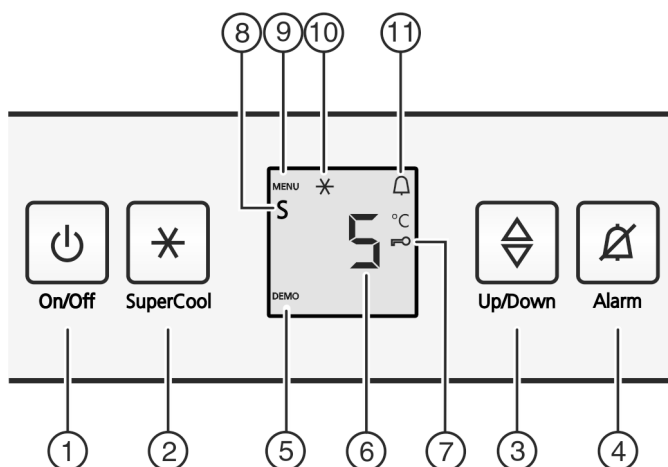 8 9 10 11
MENU
S
5 °C
DEMO
On/Off SuperCool Up/Down Alarm
1 2 5 6 7 3 4